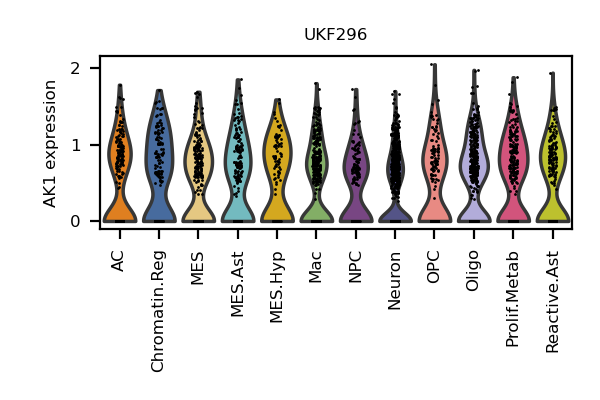 UKF296
AK1 expression
2
1
0
AC
Chromatin.Reg
MES
MES.Ast
MES.Hyp
Mac
NPC
Neuron
OPC
Oligo
Prolif.Metab
Reactive.Ast